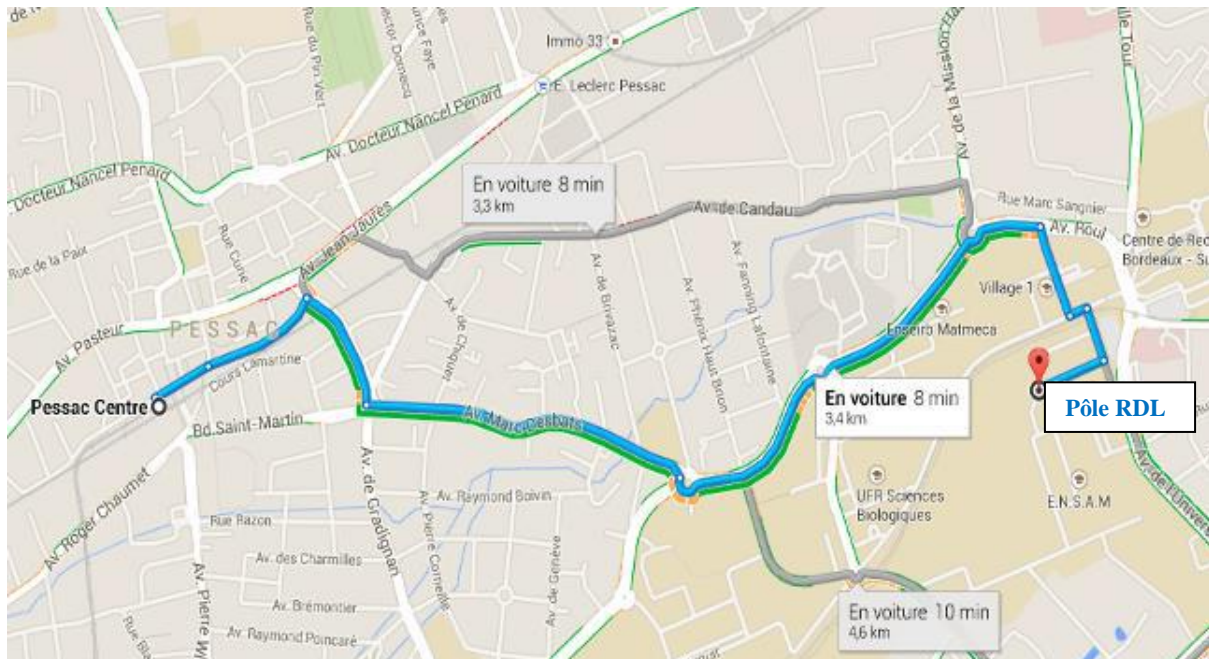 Immo 33
E. Leclerc Pessac
Rue du Pin Vert
Av. Docteur Nancel Penard
Docteur Nancel Penard
En voiture 8 min
3,3 km
Av. de Candau
Av. de la Mission
Rue Marc Sangnier
Av. Roul
Centre de Rec
Bordeaux - Su
Rue de la Paix
Rue Curie
Av. Jean Jaurès
Village 1
PESSAC
Av. Pasteur
Av. de Chiquet
Av. de Brivazac
Av. Fanning Lafontaine
Av. Phénix Haut Brion
Enseirb Matmeca
Cours Lamartine
Pessac Centre
Bd. Saint-Martin
Av. Marc Desbats
En voiture 8 min
3,4 km
Pôle RDL
Av. Roger Chaumet
Av. de Gradignan
Av. Raymond Boivin
UFR Sciences
Biologiques
E.N.S.A.M
Av. de l'Univers
Rue Razon
Av. des Charmilles
Av. Pierre Corneille
Av. de Genève
Av. Brémontier
Av. Raymond Poincaré
Av. Pierre W
En voiture 10 min
4,6 km